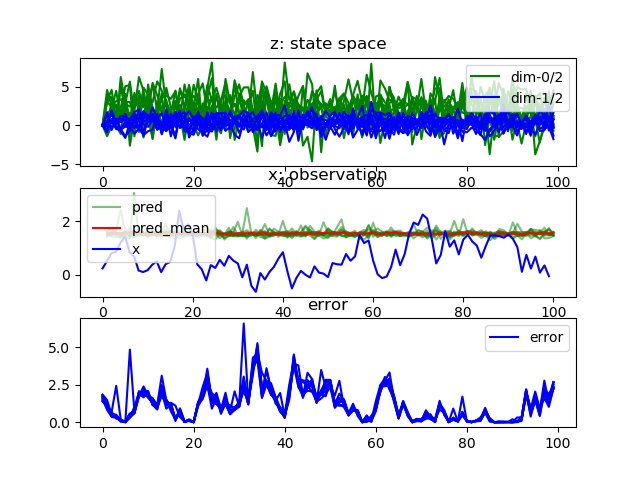 z: state space
5
0
−5
dim-0/2
dim-1/2
0 20 40 60 80 100
x: observation
2
0
pred
pred_mean
x
0 20 40 60 80 100
error
5.0
2.5
0.0
error
0 20 40 60 80 100